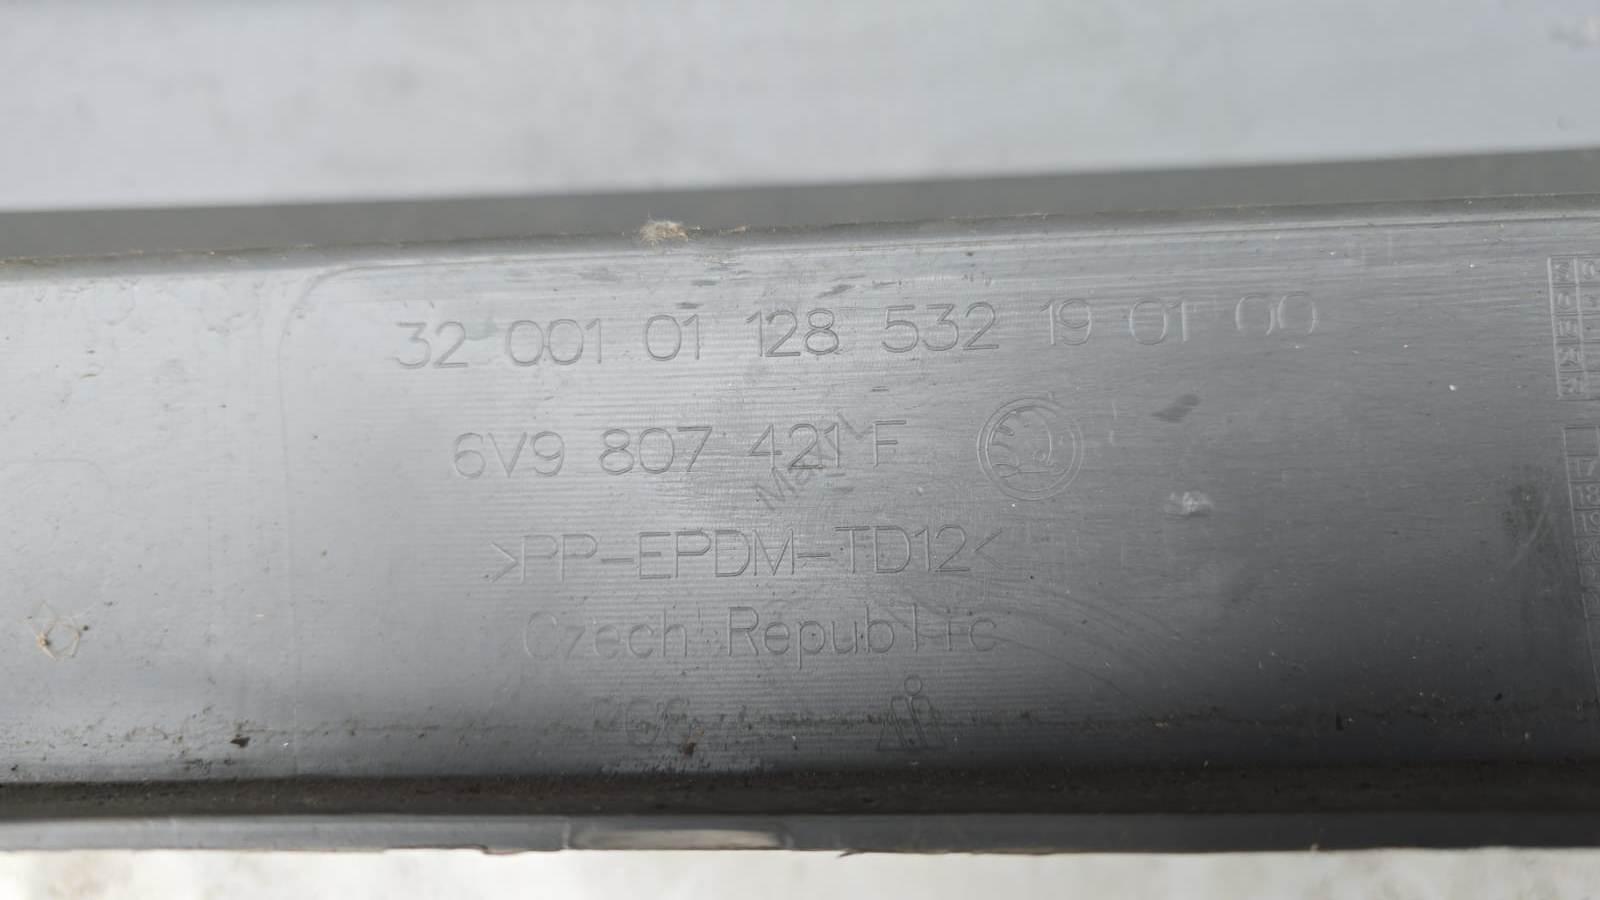 32 001 01 128 532 19 01 00
6V9 807 421 F
>PP-EPDM-TD12<
Czech Republic